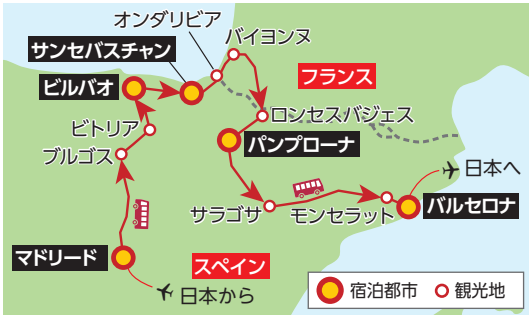 オンダリビア
サンセバスチャン
バイヨンヌ
ビルバオ
フランス
ロンセスバジェス
ビトリア
パンプローナ
ブルゴス
日本へ
サラゴサ
モンセラット
バルセロナ
マドリード
スペイン
日本から
宿泊都市
観光地